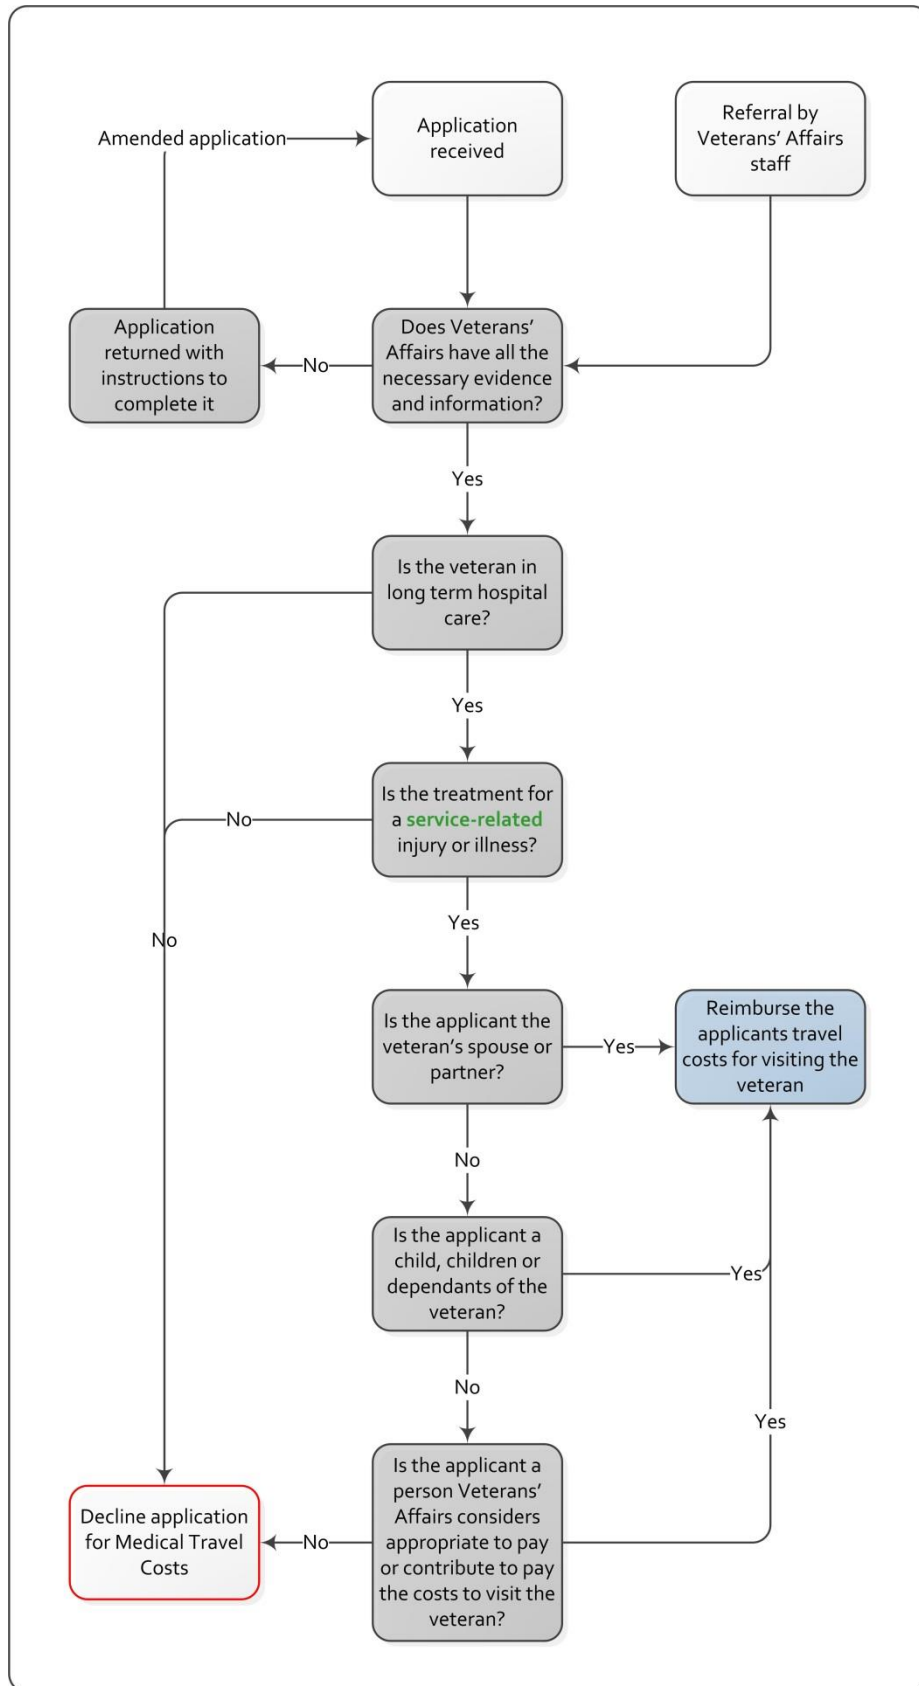 Amended application
Application
received
Referral by
Veterans' Affairs
staff
Application
returned with
instructions to
complete it
No
Does Veterans'
Affairs have all the
necessary evidence
and information?
Yes
Is the veteran in
long term hospital
care?
Yes
Is the treatment for
a service-related
injury or illness?
No
Yes
No
Is the applicant the
veteran's spouse or
partner?
Yes
Reimburse the
applicants travel
costs for visiting the
veteran
No
Is the applicant a
child, children or
dependants of the
veteran?
Yes
No
Yes
Is the applicant a
person Veterans'
Affairs considers
appropriate to pay
or contribute to pay
the costs to visit the
veteran?
No
Decline application
for Medical Travel
Costs